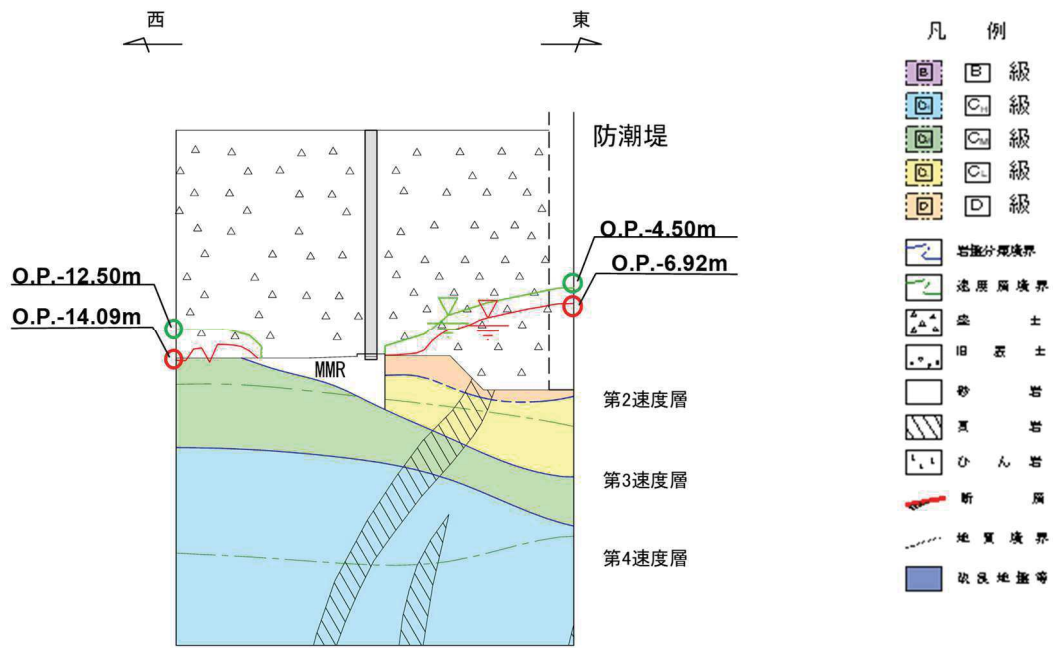 西
東
防潮堤
O.P.-4.50m
O.P.-6.92m
O.P.-12.50m
O.P.-14.09m
MMR
第2速度層
第3速度層
第4速度層
凡 例
B B 級
CH CH 級
CM CM 級
CL CL 級
D D 級
岩盤分類境界
速度層境界
盛 土
旧 表 土
砂 岩
頁 岩
ひ ん 岩
断 層
地 質 境 界
改 良 地 盤 等